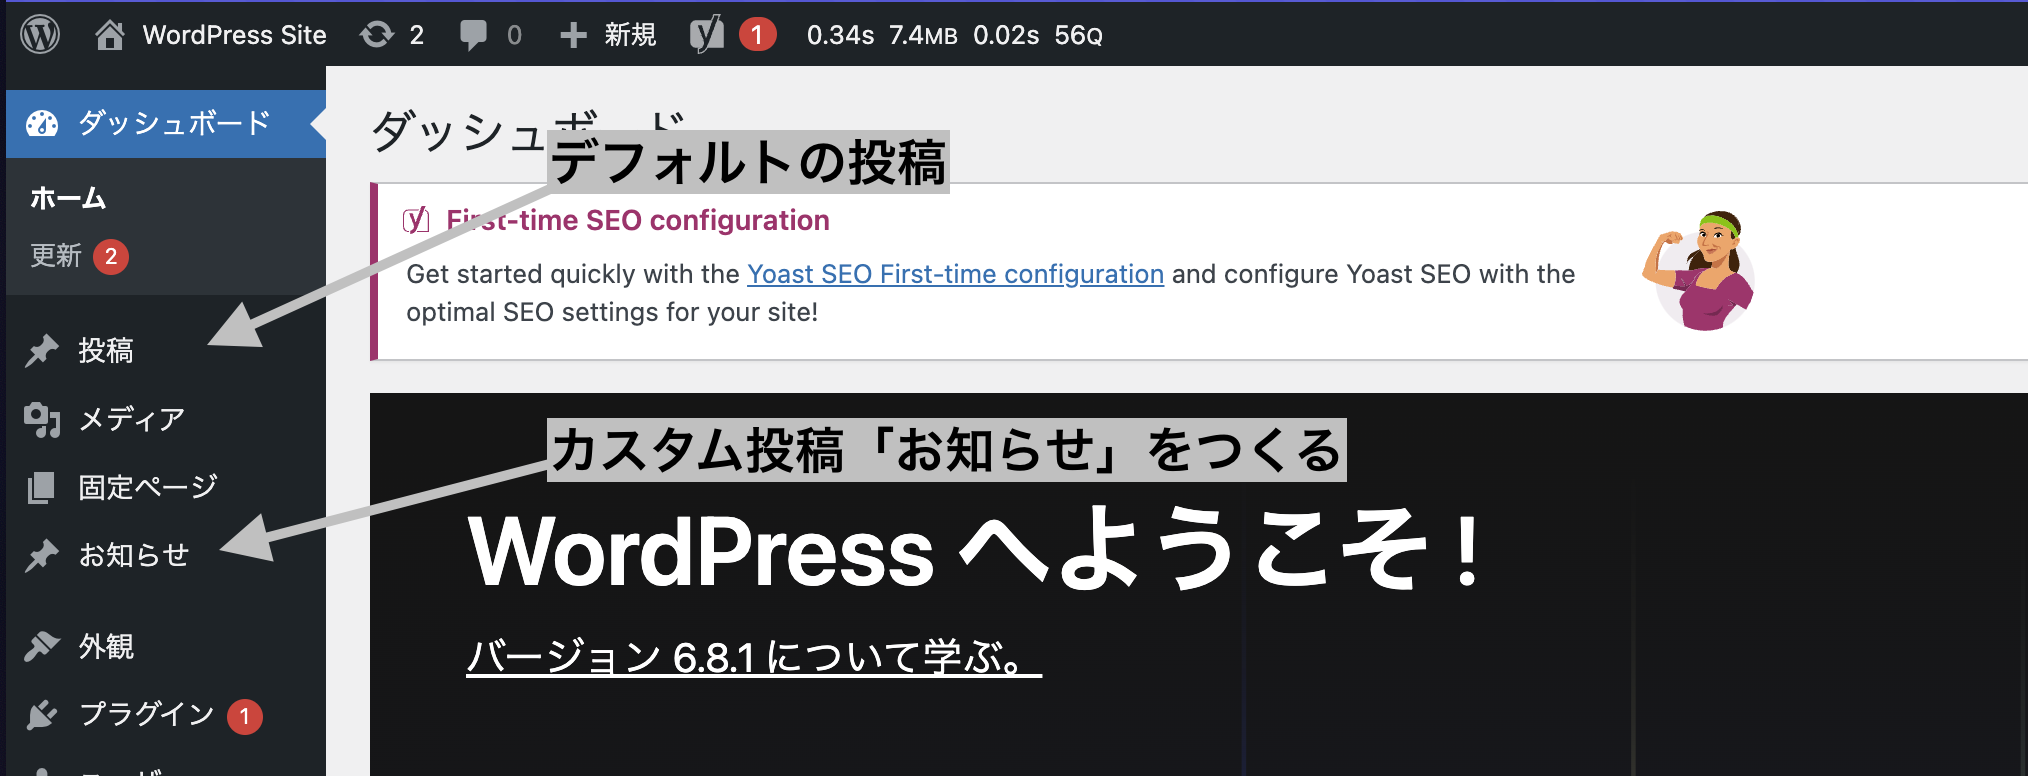 WordPress Site 2 0 新規 1 0.34s 7.4MB 0.02s 56Q
ダッシュボード
ホーム
更新 2
投稿
メディア
固定ページ
お知らせ
外観
プラグイン 1
ダッシュボード
デフォルトの投稿
First-time SEO configuration
Get started quickly with the Yoast SEO First-time configuration and configure Yoast SEO with the
optimal SEO settings for your site!
カスタム投稿「お知らせ」をつくる
WordPress へようこそ！
バージョン 6.8.1 について学ぶ。